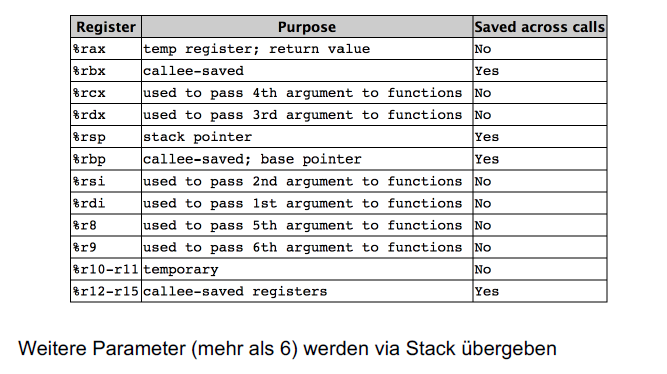 Register Purpose Saved across calls
%rax temp register; return value No
%rbx callee-saved Yes
%rcx used to pass 4th argument to functions No
%rdx used to pass 3rd argument to functions No
%rsp stack pointer Yes
%rbp callee-saved; base pointer Yes
%rsi used to pass 2nd argument to functions No
%rdi used to pass 1st argument to functions No
%r8 used to pass 5th argument to functions No
%r9 used to pass 6th argument to functions No
%r10-r11 temporary No
%r12-r15 callee-saved registers Yes
Weitere Parameter (mehr als 6) werden via Stack übergeben